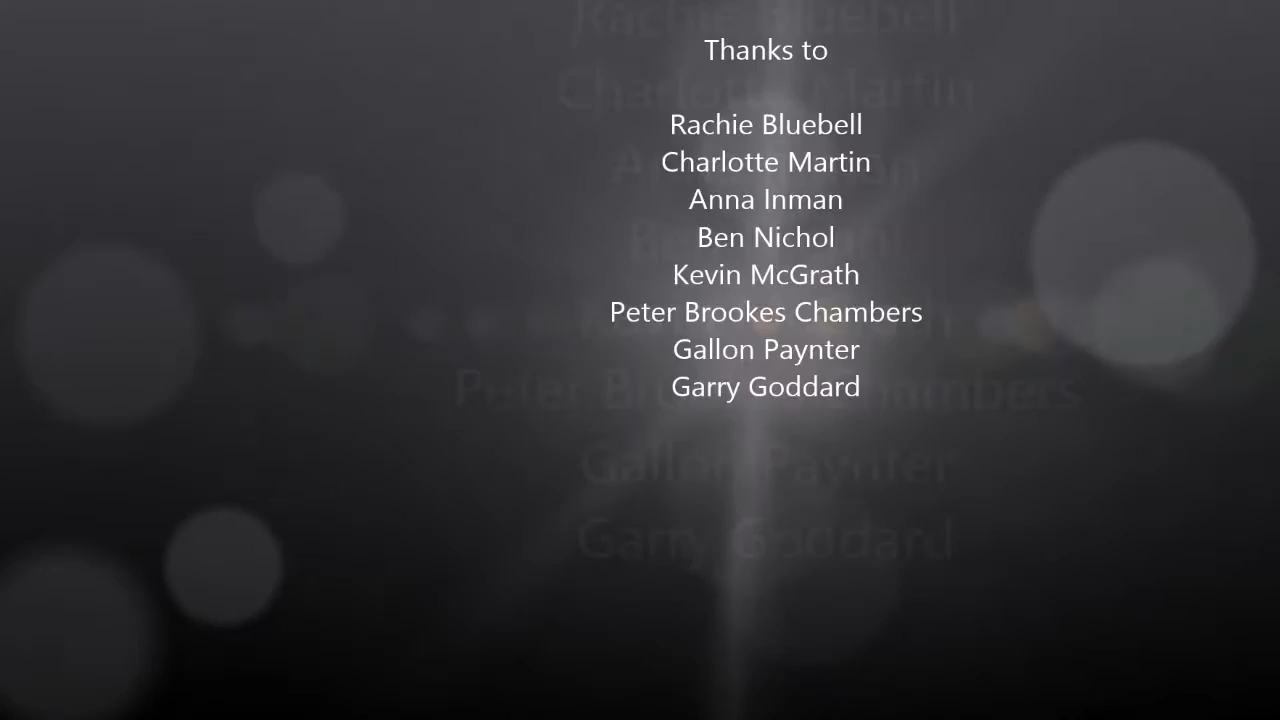 Thanks to
Rachie Bluebell
Charlotte Martin
Anna Inman
Ben Nichol
Kevin McGrath
Peter Brookes Chambers
Gallon Paynter
Garry Goddard